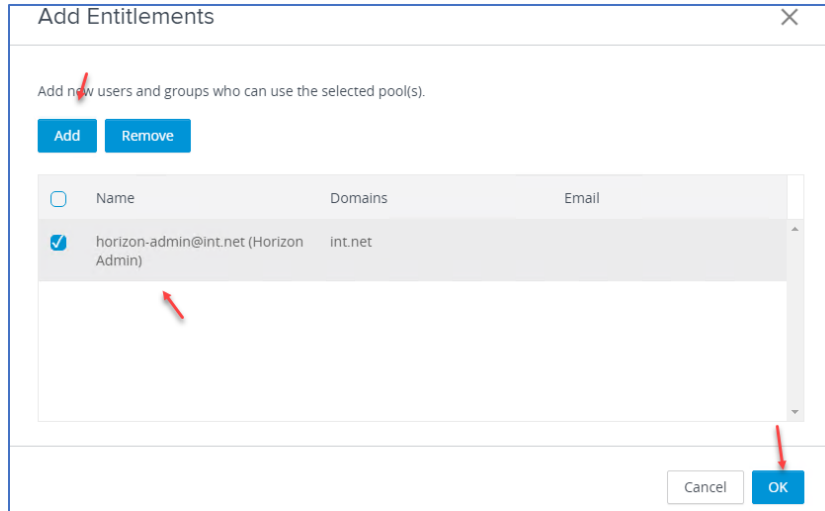 Add Entitlements
Add new users and groups who can use the selected pool(s).
Add Remove
Name Domains Email
horizon-admin@int.net (Horizon int.net
Admin)
Cancel OK